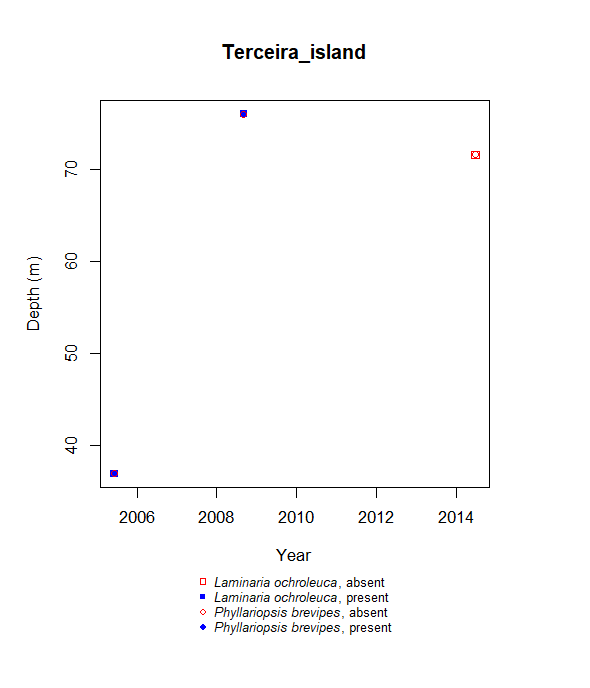 Terceira_island
70
60
50
40
Depth (m)
2006 2008 2010 2012 2014
Year
Laminaria ochroleuca, absent
Laminaria ochroleuca, present
Phyllariopsis brevipes, absent
Phyllariopsis brevipes, present